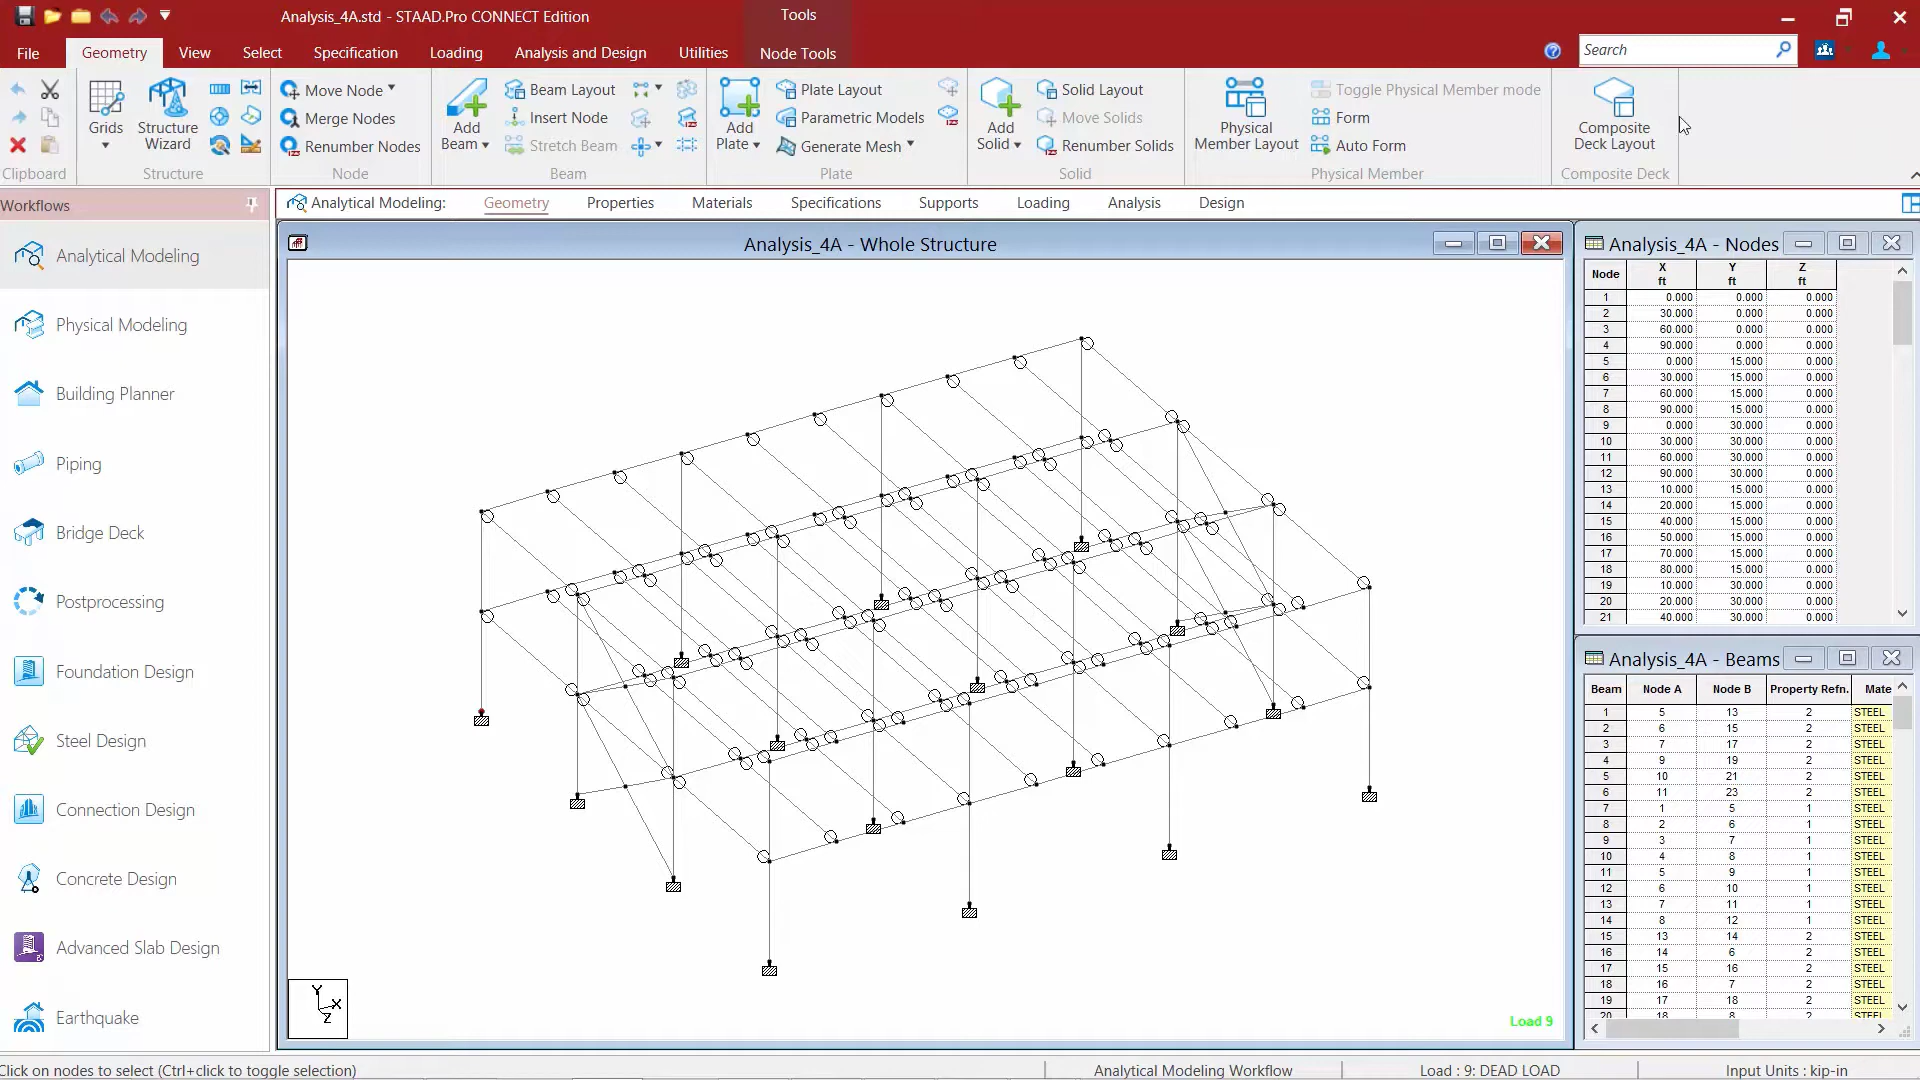 Analysis_4A.std - STAAD.Pro CONNECT Edition
Tools
File
Geometry
View
Select
Specification
Loading
Analysis and Design
Utilities
Node Tools
Search
Grids
Structure Wizard
Move Node
Merge Nodes
Renumber Nodes
Add Beam
Beam Layout
Insert Node
Stretch Beam
Add Plate
Plate Layout
Parametric Models
Generate Mesh
Add Solid
Solid Layout
Move Solids
Renumber Solids
Physical Member Layout
Toggle Physical Member mode
Form
Auto Form
Composite Deck Layout
Clipboard
Structure
Node
Beam
Plate
Solid
Physical Member
Composite Deck
Workflows
Analytical Modeling
Physical Modeling
Building Planner
Piping
Bridge Deck
Postprocessing
Foundation Design
Steel Design
Connection Design
Concrete Design
Advanced Slab Design
Earthquake
Analytical Modeling: Geometry Properties Materials Specifications Supports Loading Analysis Design
Analysis_4A - Whole Structure
Y
X
Z
Load 9
Analysis_4A - Nodes
Node X ft Y ft Z ft
1 0.000 0.000 0.000
2 30.000 0.000 0.000
3 60.000 0.000 0.000
4 90.000 0.000 0.000
5 0.000 15.000 0.000
6 30.000 15.000 0.000
7 60.000 15.000 0.000
8 90.000 15.000 0.000
9 0.000 30.000 0.000
10 30.000 30.000 0.000
11 60.000 30.000 0.000
12 90.000 30.000 0.000
13 10.000 15.000 0.000
14 20.000 15.000 0.000
15 40.000 15.000 0.000
16 50.000 15.000 0.000
17 70.000 15.000 0.000
18 80.000 15.000 0.000
19 10.000 30.000 0.000
20 20.000 30.000 0.000
21 40.000 30.000 0.000
Analysis_4A - Beams
Beam Node A Node B Property Refn. Mate
1 5 13 2 STEEL
2 6 15 2 STEEL
3 7 17 2 STEEL
4 9 19 2 STEEL
5 10 21 2 STEEL
6 11 23 2 STEEL
7 1 5 1 STEEL
8 2 6 1 STEEL
9 3 7 1 STEEL
10 4 8 1 STEEL
11 5 9 1 STEEL
12 6 10 1 STEEL
13 7 11 1 STEEL
14 8 12 1 STEEL
15 13 14 2 STEEL
16 14 6 2 STEEL
17 15 16 2 STEEL
18 16 7 2 STEEL
19 17 18 2 STEEL
20 18 8 2 STEEL
Click on nodes to select (Ctrl+click to toggle selection)
Analytical Modeling Workflow
Load : 9: DEAD LOAD
Input Units : kip-in